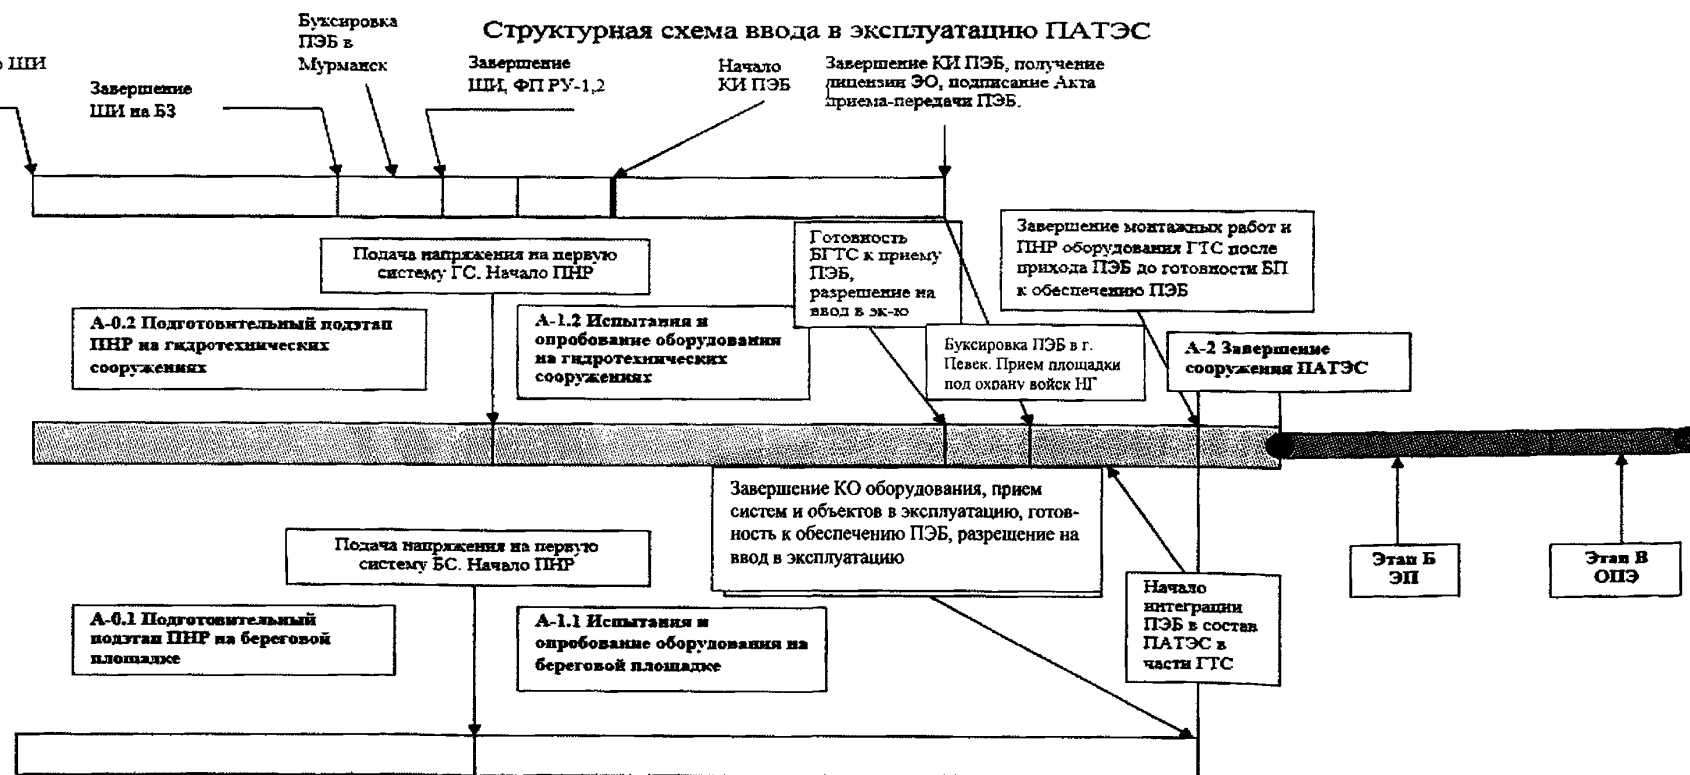 Структурная схема ввода в эксплуатацию ПАТЭС
ШИ
Завершение
ШИ на БЗ
Буксировка
ПЭБ в
Мурманск
Завершение
ШИ, ФП РУ-1,2
Начало
КИ ПЭБ
Завершение КИ ПЭБ, получение
лицензии ЭО, подписание Акта
приема-передачи ПЭБ.
Подача напряжения на первую
систему ГС. Начало ПНР
Готовность
БГТС к приему
ПЭБ,
разрешение на
ввод в эк-ю
Завершение монтажных работ и
ПНР оборудования ГТС после
прихода ПЭБ до готовности БП
к обеспечению ПЭБ
А-0.2 Подготовительный подэтап
ПНР на гидротехнических
сооружениях
А-1.2 Испытания и
опробование оборудования
на гидротехнических
сооружениях
Буксировка ПЭБ в г.
Певек. Прием площадки
под охрану войск НГ
А-2 Завершение
сооружения ПАТЭС
Завершение КО оборудования, прием
систем и объектов в эксплуатацию, готов-
ность к обеспечению ПЭБ, разрешение на
ввод в эксплуатацию
Подача напряжения на первую
систему БС. Начало ПНР
Этап Б
ЭП
Этап В
ОПЭ
Начало
интеграции
ПЭБ в состав
ПАТЭС в
части ГТС
А-0.1 Подготовительный
подэтап ПНР на береговой
площадке
А-1.1 Испытания и
опробование оборудования на
береговой площадке